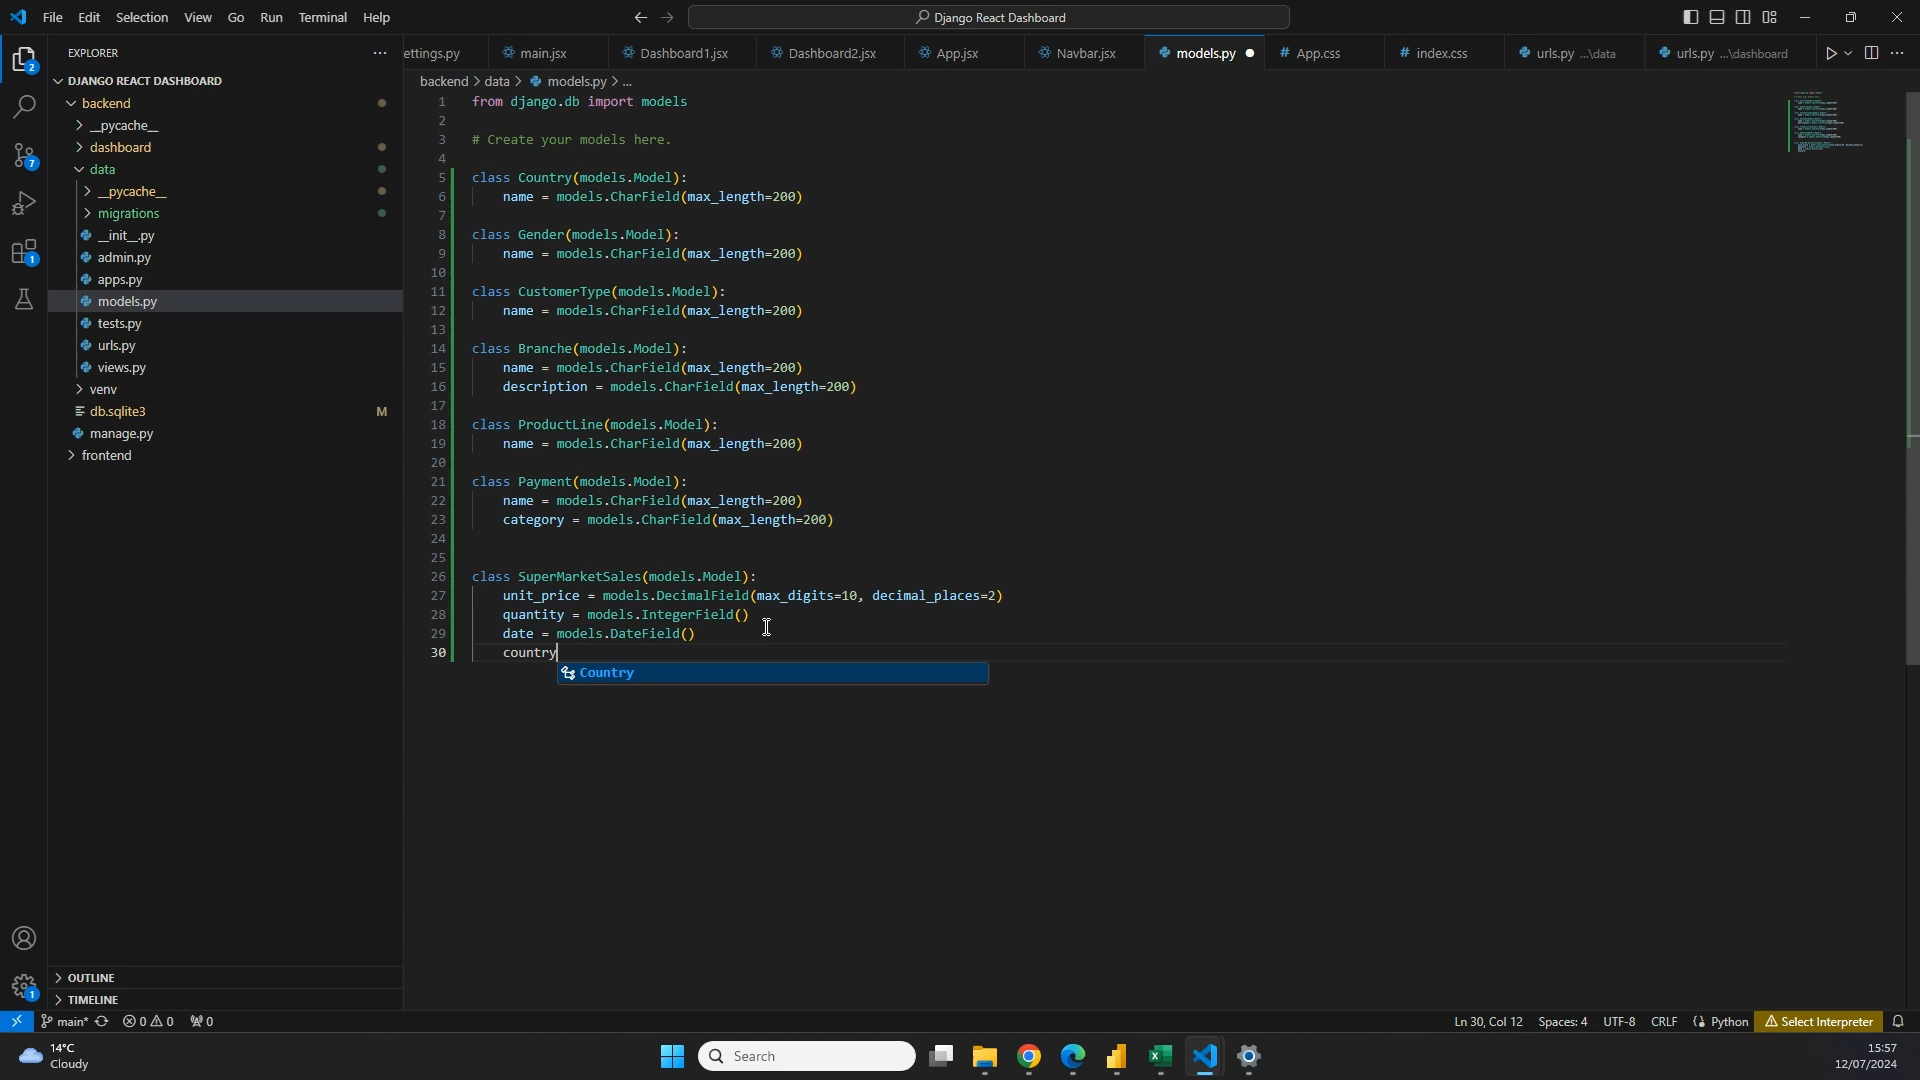 File Edit Selection View Go Run Terminal Help
Django React Dashboard
EXPLORER
ettings.py main.jsx Dashboard1.jsx Dashboard2.jsx App.jsx Navbar.jsx models.py App.css index.css urls.py ...\data urls.py ...\dashboard
DJANGO REACT DASHBOARD
backend > data > models.py > ...
backend
__pycache__
dashboard
data
__pycache__
migrations
__init__.py
admin.py
apps.py
models.py
tests.py
urls.py
views.py
venv
db.sqlite3 M
manage.py
frontend
1 from django.db import models
2
3 # Create your models here.
4
5 class Country(models.Model):
6 name = models.CharField(max_length=200)
7
8 class Gender(models.Model):
9 name = models.CharField(max_length=200)
10
11 class CustomerType(models.Model):
12 name = models.CharField(max_length=200)
13
14 class Branche(models.Model):
15 name = models.CharField(max_length=200)
16 description = models.CharField(max_length=200)
17
18 class ProductLine(models.Model):
19 name = models.CharField(max_length=200)
20
21 class Payment(models.Model):
22 name = models.CharField(max_length=200)
23 category = models.CharField(max_length=200)
24
25
26 class SuperMarketSales(models.Model):
27 unit_price = models.DecimalField(max_digits=10, decimal_places=2)
28 quantity = models.IntegerField()
29 date = models.DateField()
30 country
Country
2
7
1
1
OUTLINE
TIMELINE
main* 0 0 0 Ln 30, Col 12 Spaces: 4 UTF-8 CRLF Python Select Interpreter
14°C
Cloudy
Search
15:57
12/07/2024